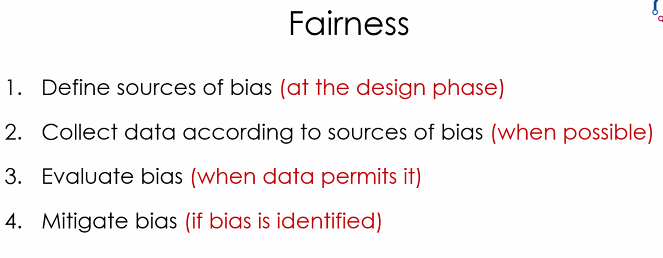 Fairness
1. Define sources of bias (at the design phase)
2. Collect data according to sources of bias (when possible)
3. Evaluate bias (when data permits it)
4. Mitigate bias (if bias is identified)